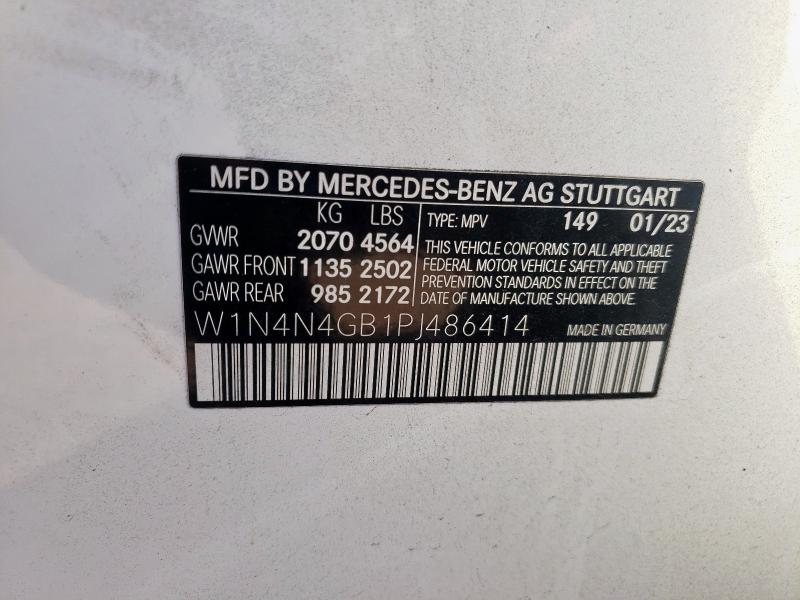 MFD BY MERCEDES-BENZ AG STUTTGART
KG LBS
GVWR 2070 4564
GAWR FRONT 1135 2502
GAWR REAR 985 2172
TYPE: MPV 149 01/23
THIS VEHICLE CONFORMS TO ALL APPLICABLE
FEDERAL MOTOR VEHICLE SAFETY AND THEFT
PREVENTION STANDARDS IN EFFECT ON THE
DATE OF MANUFACTURE SHOWN ABOVE.
W1N4N4GB1PJ486414 MADE IN GERMANY